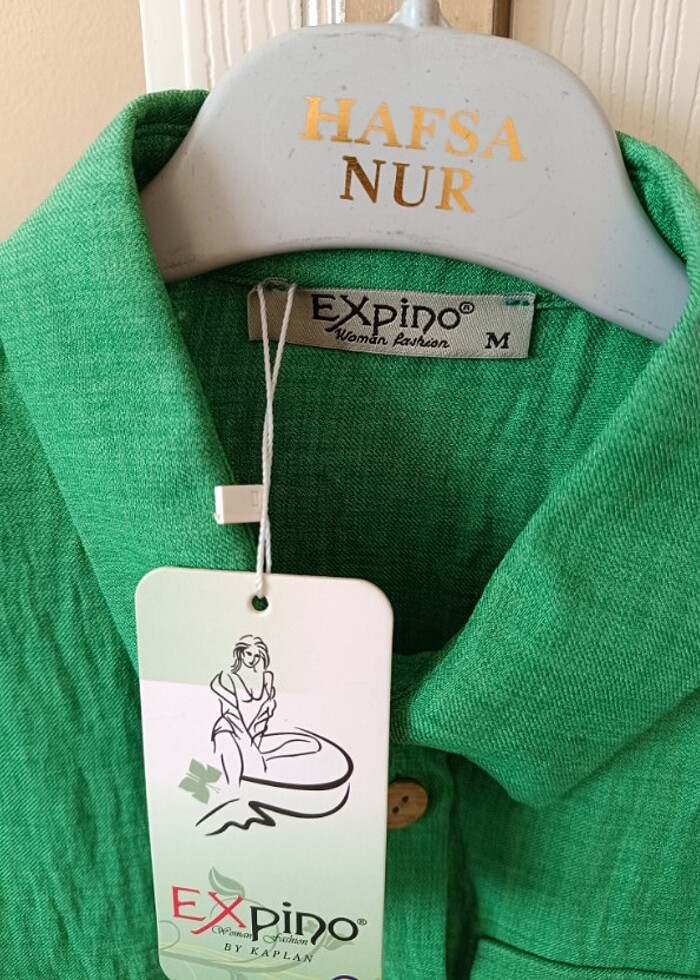 HAFSA
NUR
EXpino®
Woman fashion
M
EXpino®
Woman Fashion
BY KAPLAN